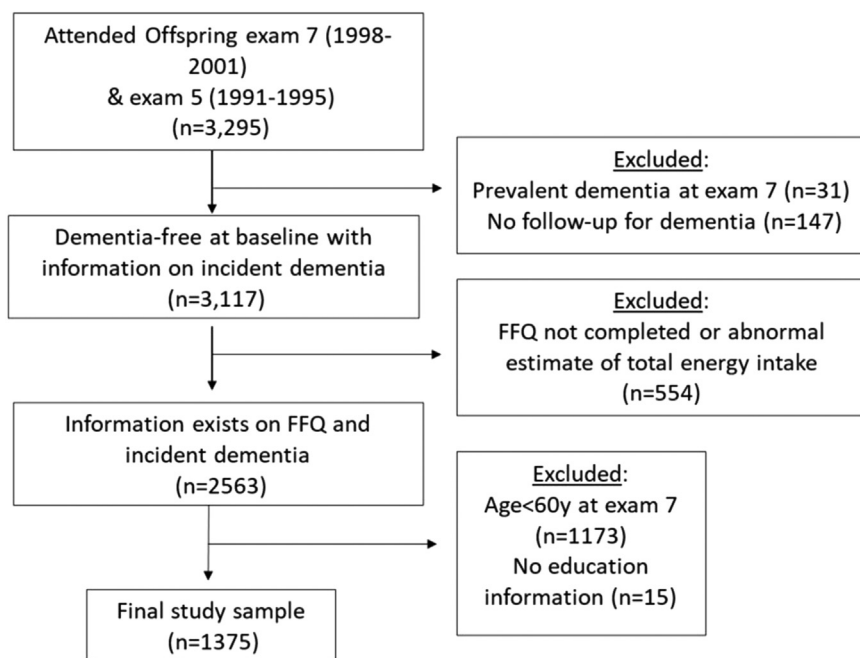 Attended Offspring exam 7 (1998-
2001)
& exam 5 (1991-1995)
(n=3,295)
Excluded:
Prevalent dementia at exam 7 (n=31)
No follow-up for dementia (n=147)
Dementia-free at baseline with
information on incident dementia
(n=3,117)
Excluded:
FFQ not completed or abnormal
estimate of total energy intake
(n=554)
Information exists on FFQ and
incident dementia
(n=2563)
Excluded:
Age<60y at exam 7
(n=1173)
No education
information (n=15)
Final study sample
(n=1375)